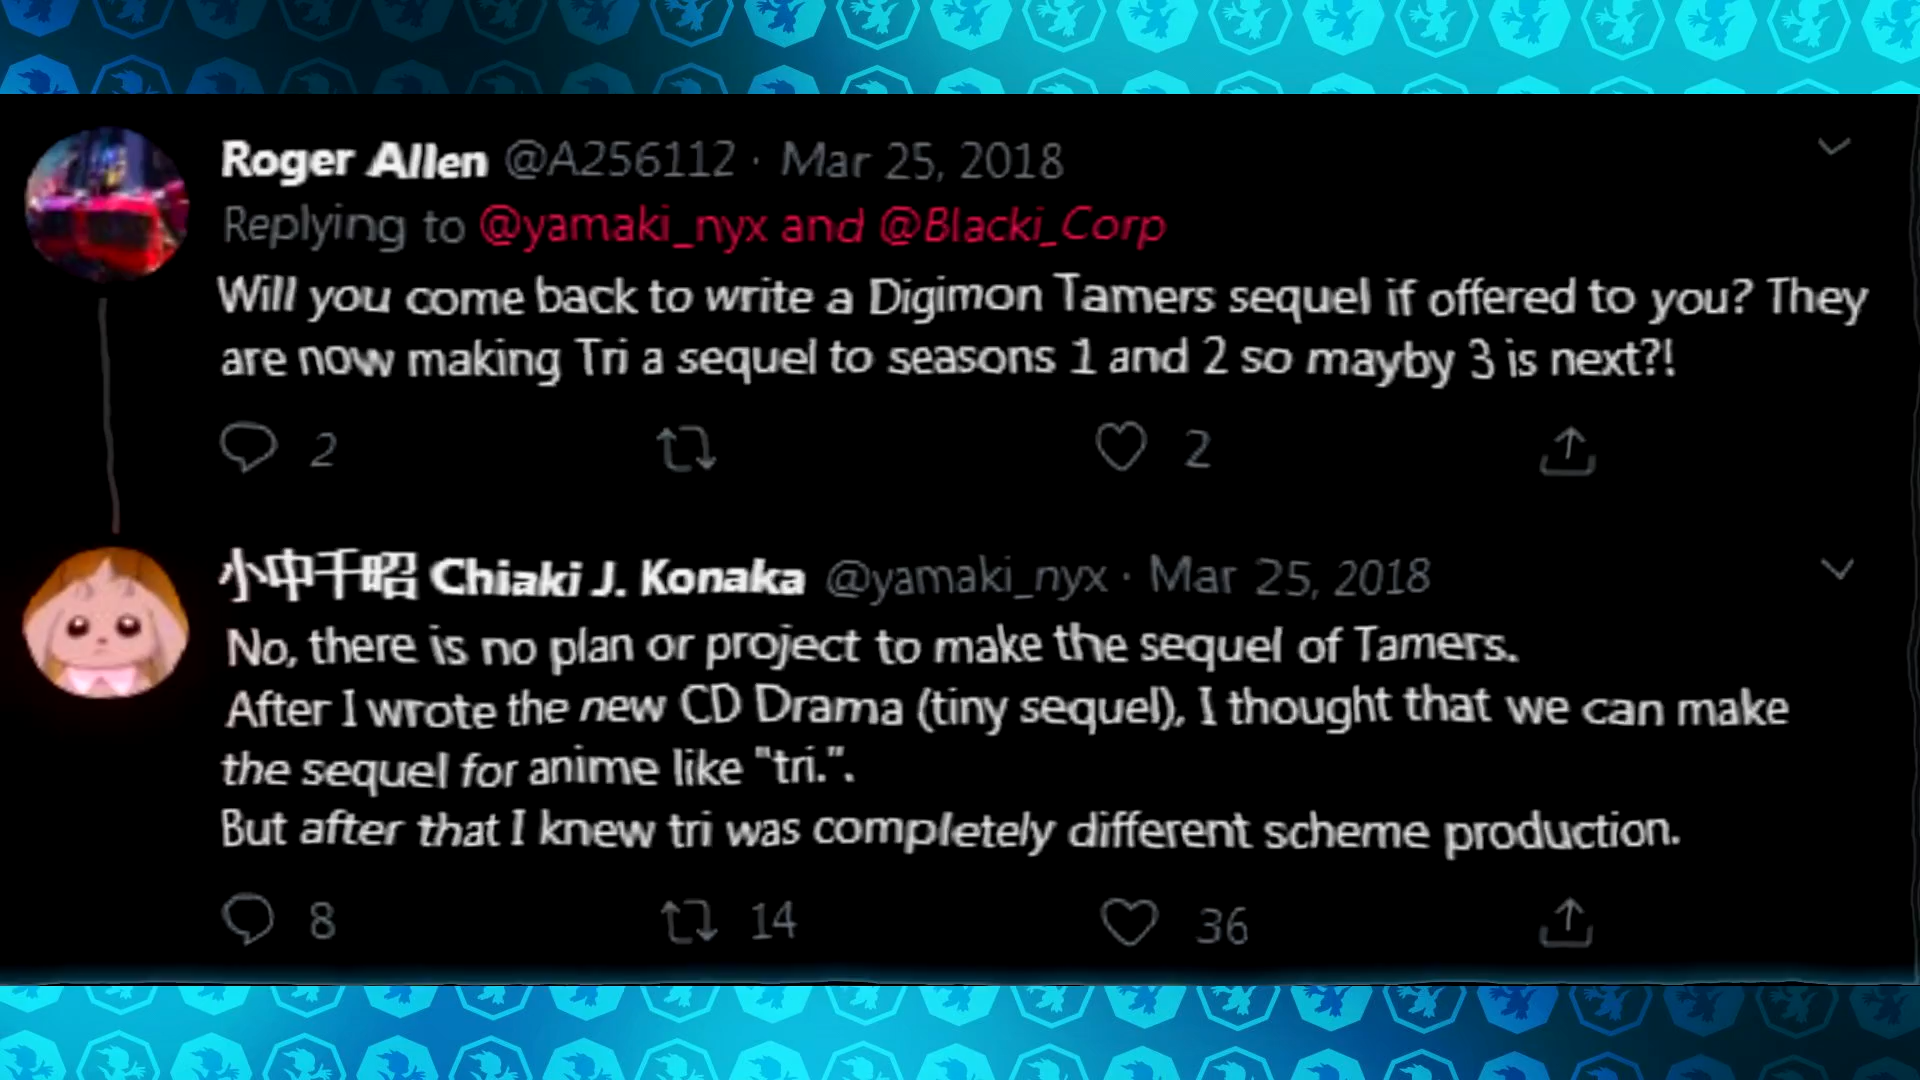 Roger Allen @A256112 · Mar 25, 2018
Replying to @yamaki_nyx and @Blacki_Corp
Will you come back to write a Digimon Tamers sequel if offered to you? They
are now making Tri a sequel to seasons 1 and 2 so mayby 3 is next?!
2 2
小中千昭 Chiaki J. Konaka @yamaki_nyx · Mar 25, 2018
No, there is no plan or project to make the sequel of Tamers.
After I wrote the new CD Drama (tiny sequel), I thought that we can make
the sequel for anime like "tri.".
But after that I knew tri was completely different scheme production.
8 14 36